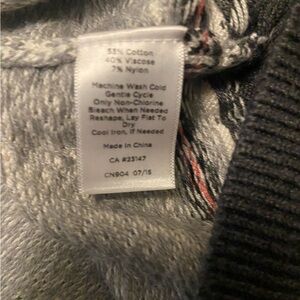 53% Cotton
40% Viscose
7% Nylon
Machine Wash Cold
Gentle Cycle
Only Non-Chlorine
Bleach When Needed
Reshape, Lay Flat To
Dry
Cool Iron, If Needed
Made in China
CA #23147
CN904 07/15